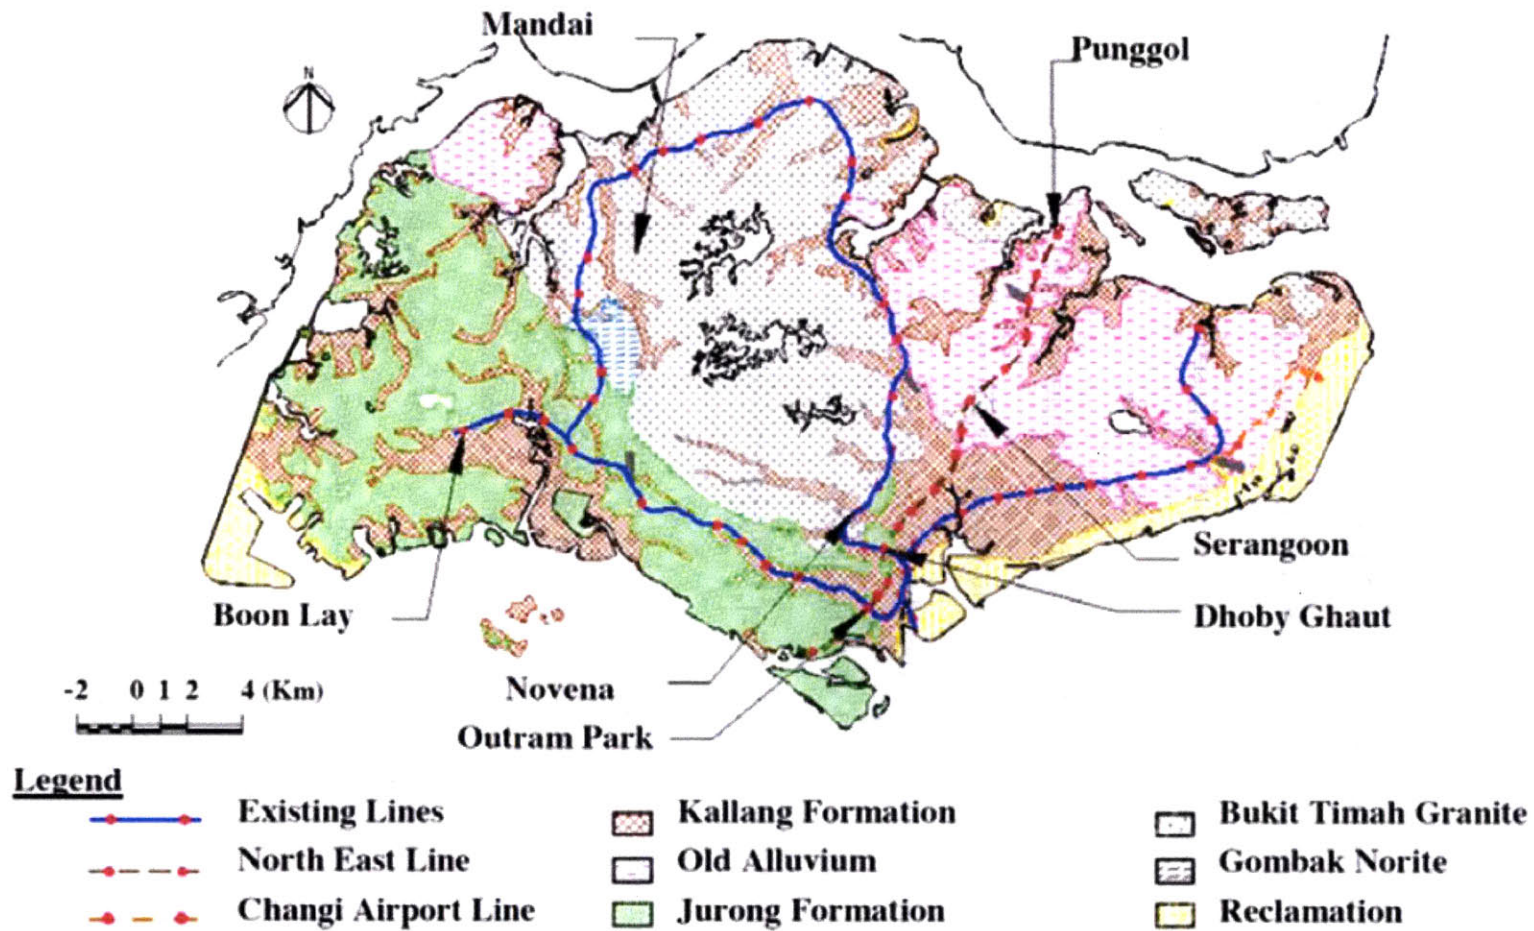 Mandai
Punggol
N
Serangoon
Boon Lay
Dhoby Ghaut
Novena
-2 0 1 2 4 (Km)
Outram Park
Legend
Existing Lines Kallang Formation Bukit Timah Granite
North East Line Old Alluvium Gombak Norite
Changi Airport Line Jurong Formation Reclamation